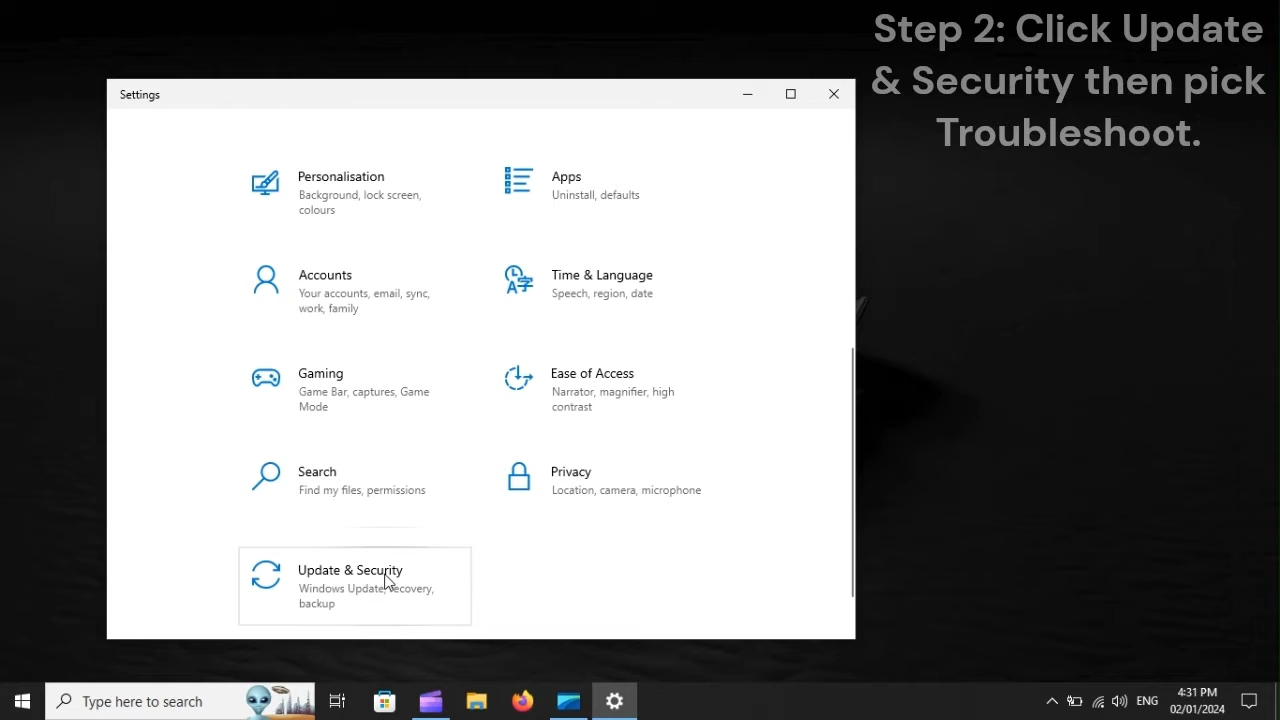 Step 2: Click Update
& Security then pick
Troubleshoot.
Settings
Personalisation
Background, lock screen,
colours
Apps
Uninstall, defaults
Accounts
Your accounts, email, sync,
work, family
Time & Language
Speech, region, date
Gaming
Game Bar, captures, Game
Mode
Ease of Access
Narrator, magnifier, high
contrast
Search
Find my files, permissions
Privacy
Location, camera, microphone
Update & Security
Windows Update, recovery,
backup
Type here to search
ENG
4:31 PM
02/01/2024